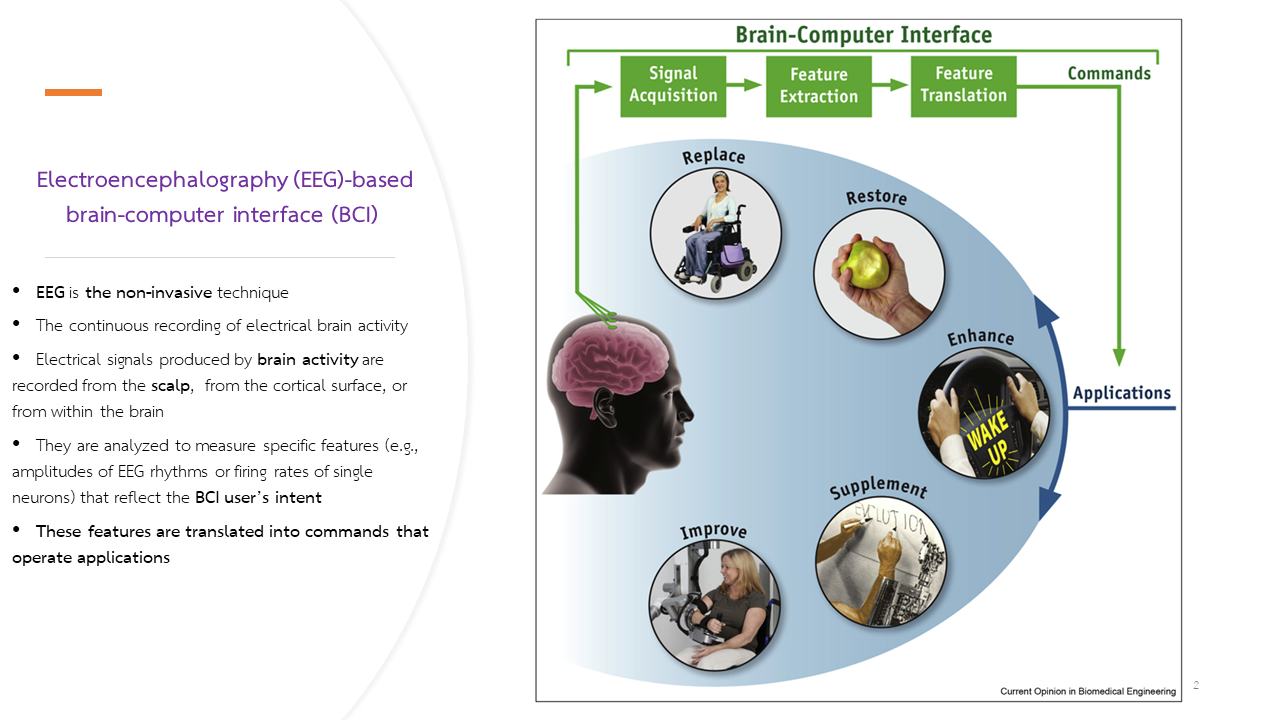 Electroencephalography (EEG)-based
brain-computer interface (BCI)
• EEG is the non-invasive technique
• The continuous recording of electrical brain activity
• Electrical signals produced by brain activity are
recorded from the scalp, from the cortical surface, or
from within the brain
• They are analyzed to measure specific features (e.g.,
amplitudes of EEG rhythms or firing rates of single
neurons) that reflect the BCI user's intent
• These features are translated into commands that
operate applications
Brain-Computer Interface
Signal
Acquisition
Feature
Extraction
Feature
Translation
Commands
Replace
Restore
Enhance
WAKE
UP
Applications
Supplement
EVOLUTION
Improve
Current Opinion in Biomedical Engineering
2